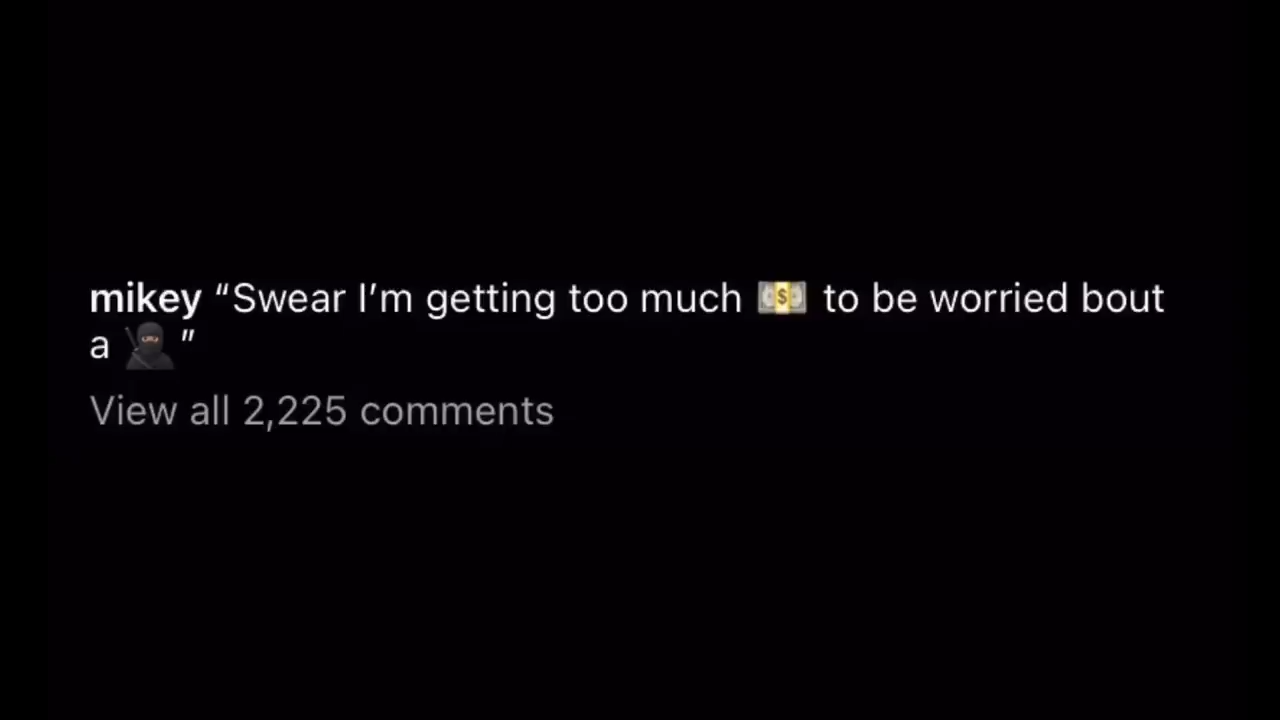 mikey “Swear I’m getting too much 💵 to be worried bout
a 🥷🏿 ”
View all 2,225 comments